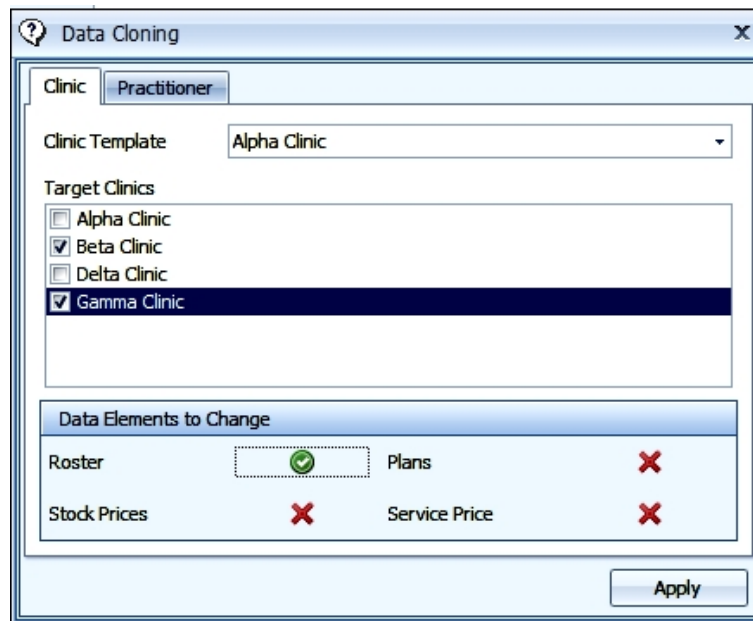 Data Cloning
Clinic Practitioner
Clinic Template Alpha Clinic
Target Clinics
Alpha Clinic
Beta Clinic
Delta Clinic
Gamma Clinic
Data Elements to Change
Roster Plans
Stock Prices Service Price
Apply